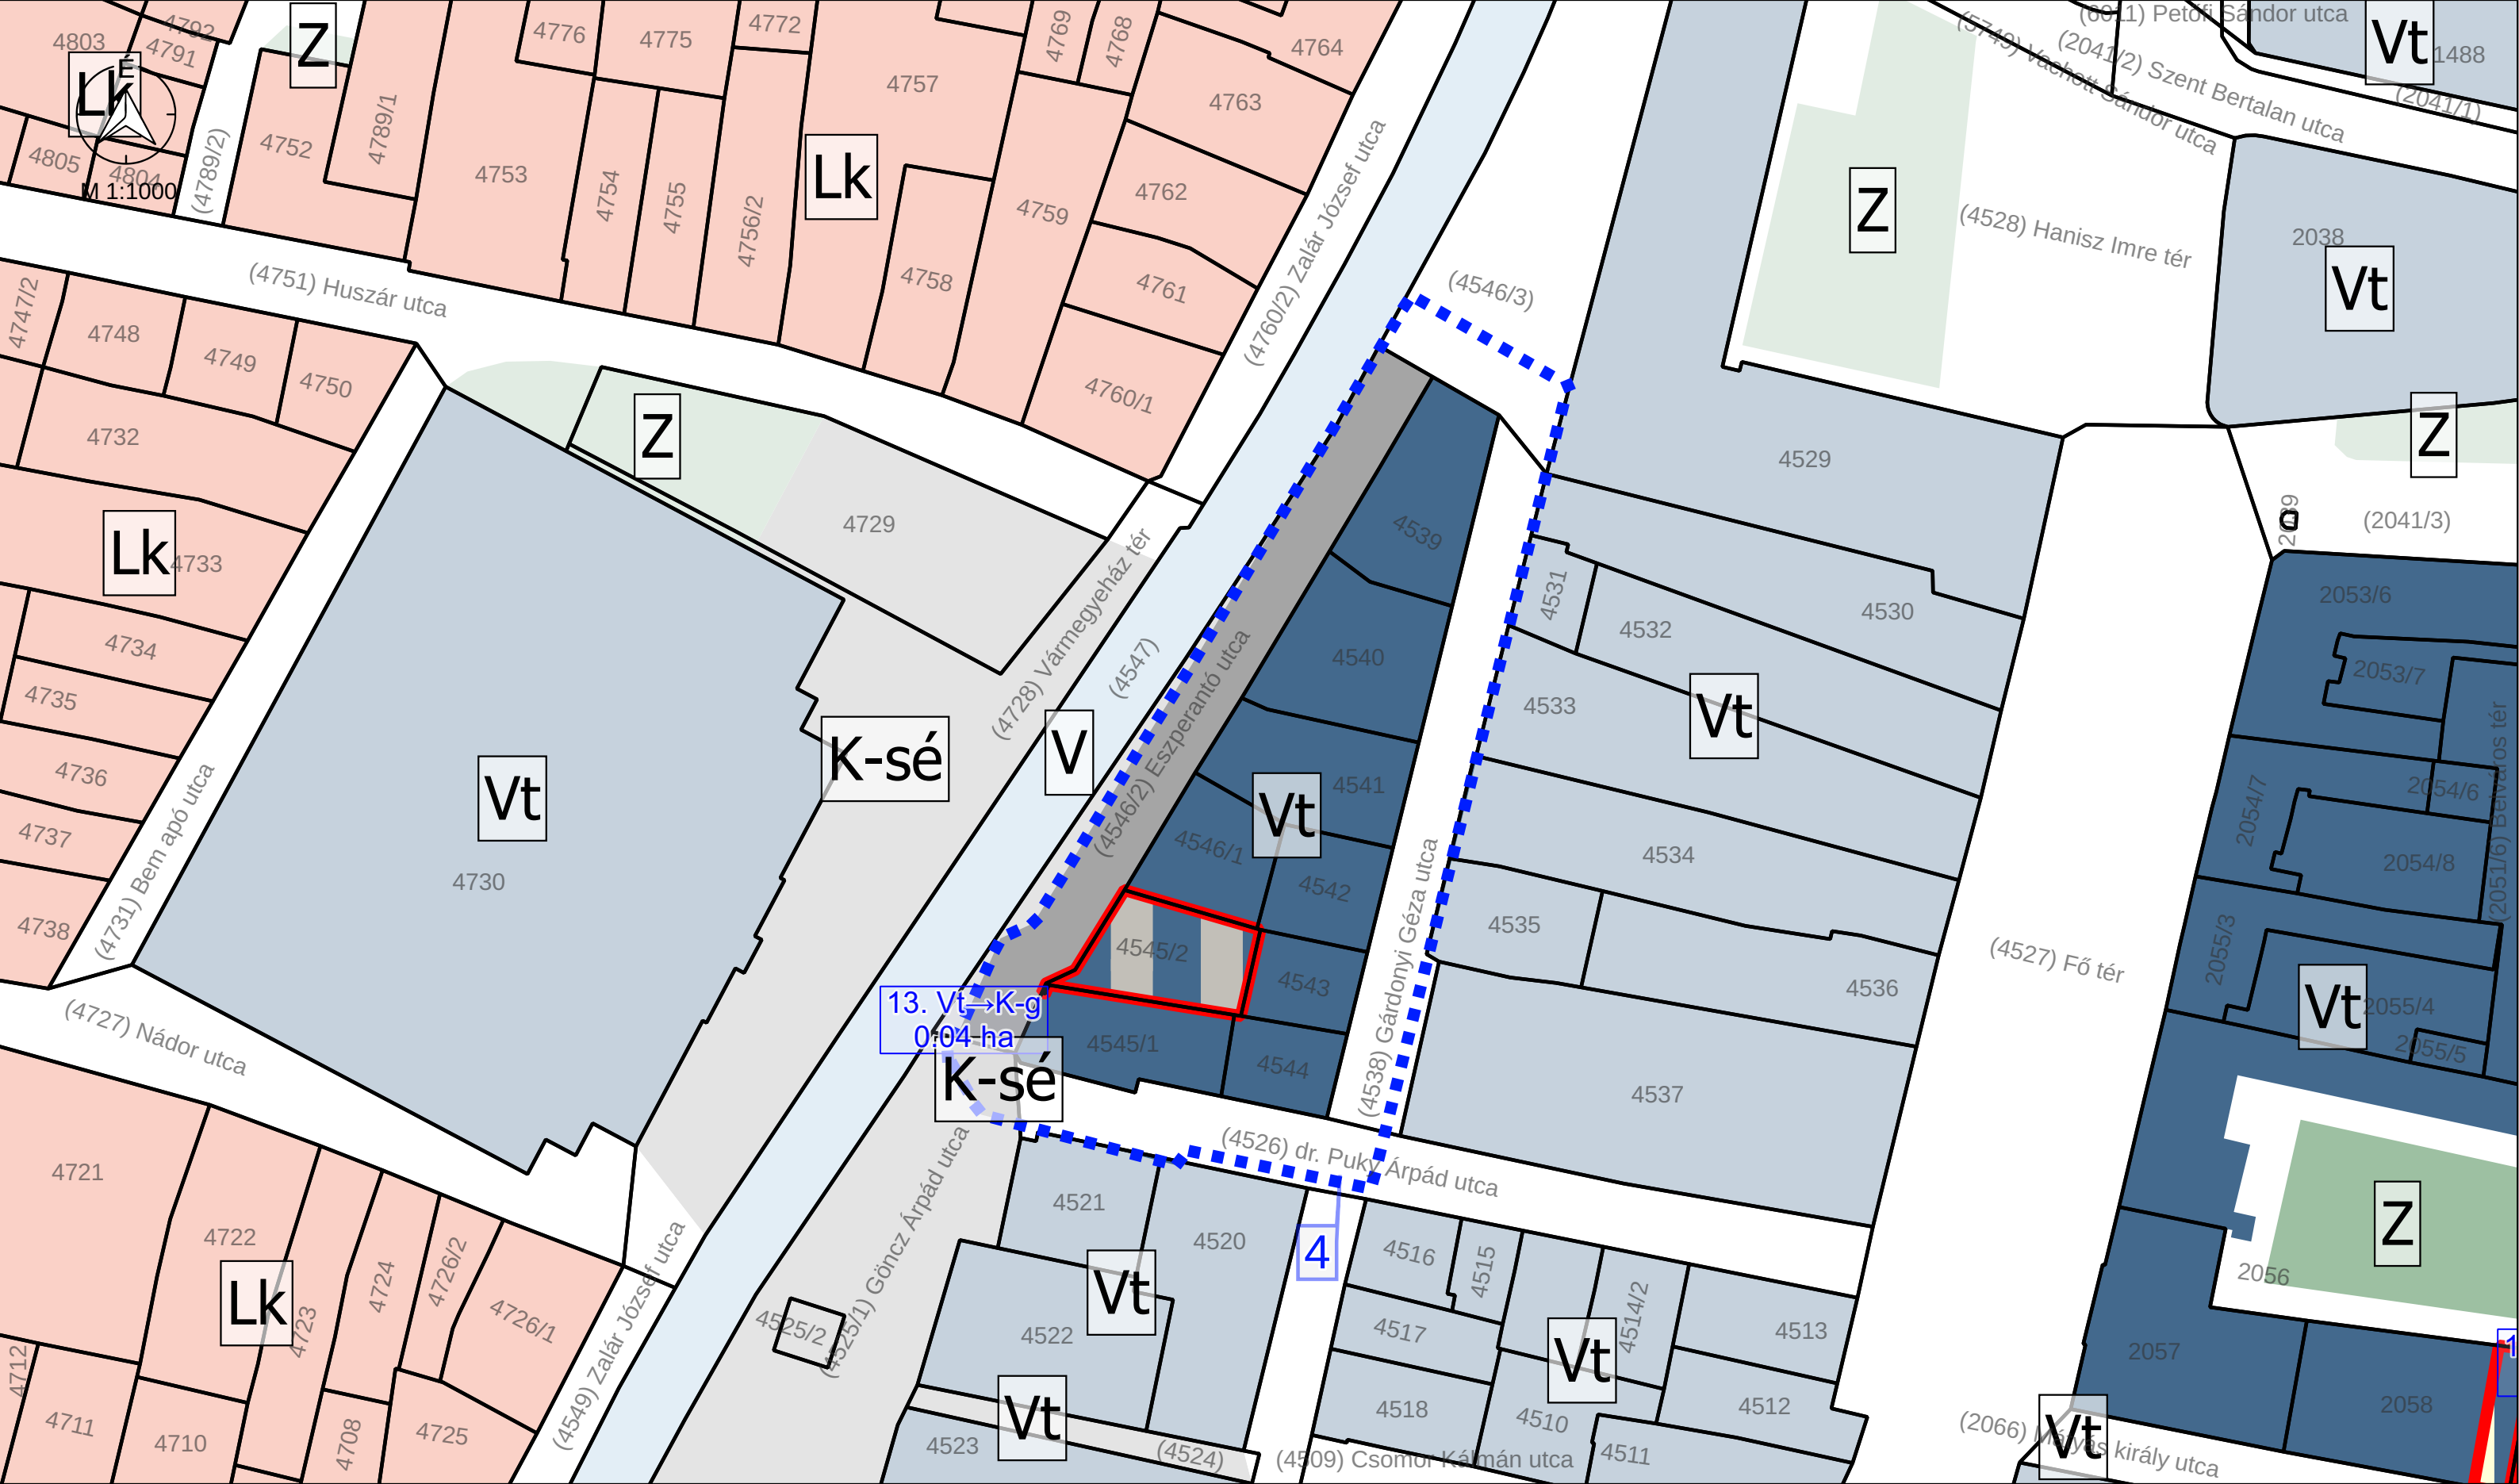 4803
4792
4791
Z
4776
4775
4772
4769
4768
4764
(6011) Petőfi Sándor utca
Vt
1488
(5749) Vachott Sándor utca
(2041/2) Szent Bertalan utca
(2041/1)
Lk
É
4805
4804
M 1:1000
(4789/2)
4752
4789/1
4753
4754
4755
4756/2
4757
Lk
4758
4759
4763
4762
4761
4760/1
(4760/2) Zalár József utca
(4546/3)
Z
(4528) Hanisz Imre tér
2038
Vt
Z
(4751) Huszár utca
4747/2
4748
4749
4750
4732
Lk
4733
4734
4735
4736
4737
4738
(4731) Bem apó utca
Z
4729
Vt
4730
K-sé
(4728) Vármegyeház tér
(4547)
V
(4546/2) Eszperantó utca
4539
4540
4541
Vt
4546/1
4542
4545/2
4543
4545/1
4544
(4538) Gárdonyi Géza utca
4529
4530
4531
4532
4533
Vt
4534
4535
4536
4537
(4527) Fő tér
2039
(2041/3)
2053/6
2053/7
2054/7
2054/6
2054/8
(2051/6) Belváros tér
2055/3
Vt
2055/4
2055/5
Z
2056
2057
2058
1
13. Vt→K-g
0.04 ha
K-sé
(4727) Nádor utca
4721
4722
Lk
4723
4724
4726/2
4726/1
4712
4711
4710
4708
4725
(4549) Zalár József utca
4525/2
(4525/1) Göncz Árpád utca
(4526) dr. Puky Árpád utca
4521
4520
Vt
4522
Vt
4523
(4524)
4
4516
4515
4517
4518
Vt
4514/2
4513
4512
4510
4511
(4509) Csomor Kálmán utca
(2066) Mátyás király utca
Vt